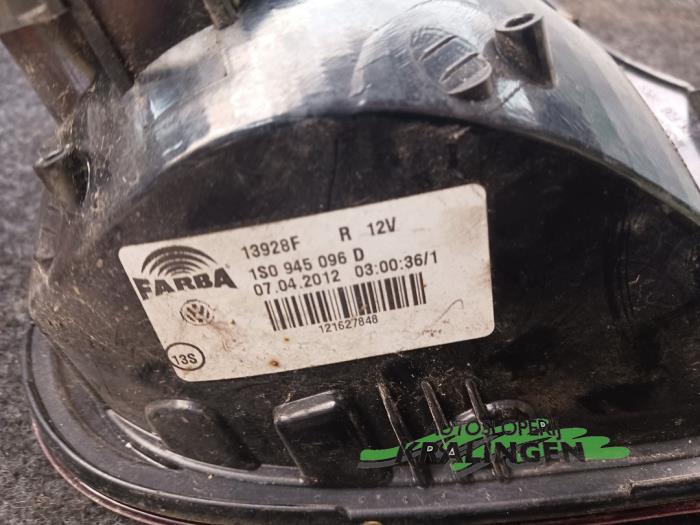 13928F R 12V
FARBA
1S0 945 096 D
07.04.2012 03:00:36/1
121627848
13S
AUTOSLOPERIJ
KRALINGEN